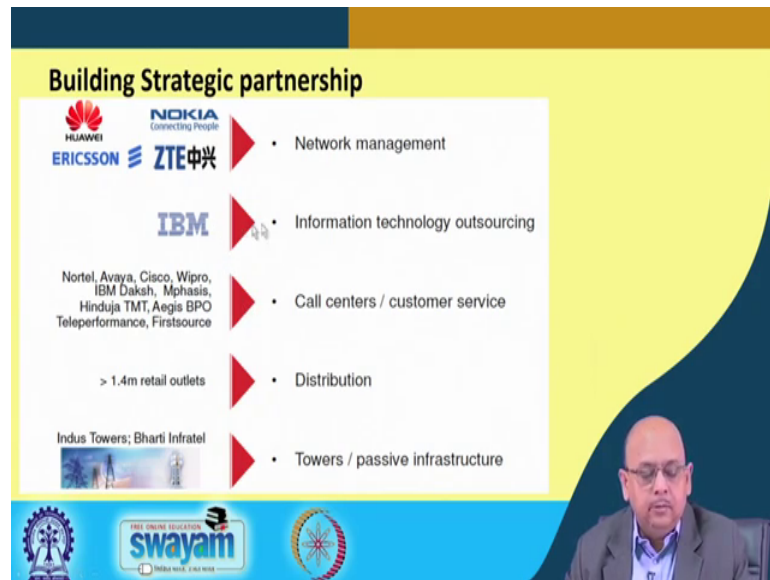 Building Strategic partnership
HUAWEI
NOKIA
Connecting People
ERICSSON
ZTE中兴
• Network management
IBM
• Information technology outsourcing
Nortel, Avaya, Cisco, Wipro,
IBM Daksh, Mphasis,
Hinduja TMT, Aegis BPO
Teleperformance, Firstsource
• Call centers / customer service
> 1.4m retail outlets
• Distribution
Indus Towers; Bharti Infratel
• Towers / passive infrastructure
FREE ONLINE EDUCATION
swayam